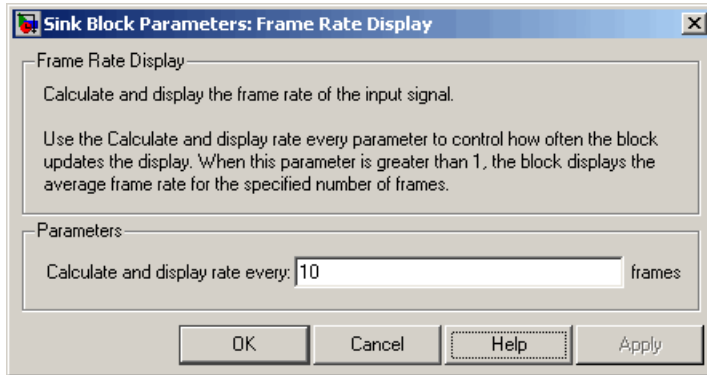 Sink Block Parameters: Frame Rate Display
Frame Rate Display
Calculate and display the frame rate of the input signal.
Use the Calculate and display rate every parameter to control how often the block
updates the display. When this parameter is greater than 1, the block displays the
average frame rate for the specified number of frames.
Parameters
Calculate and display rate every: 10 frames
OK Cancel Help Apply